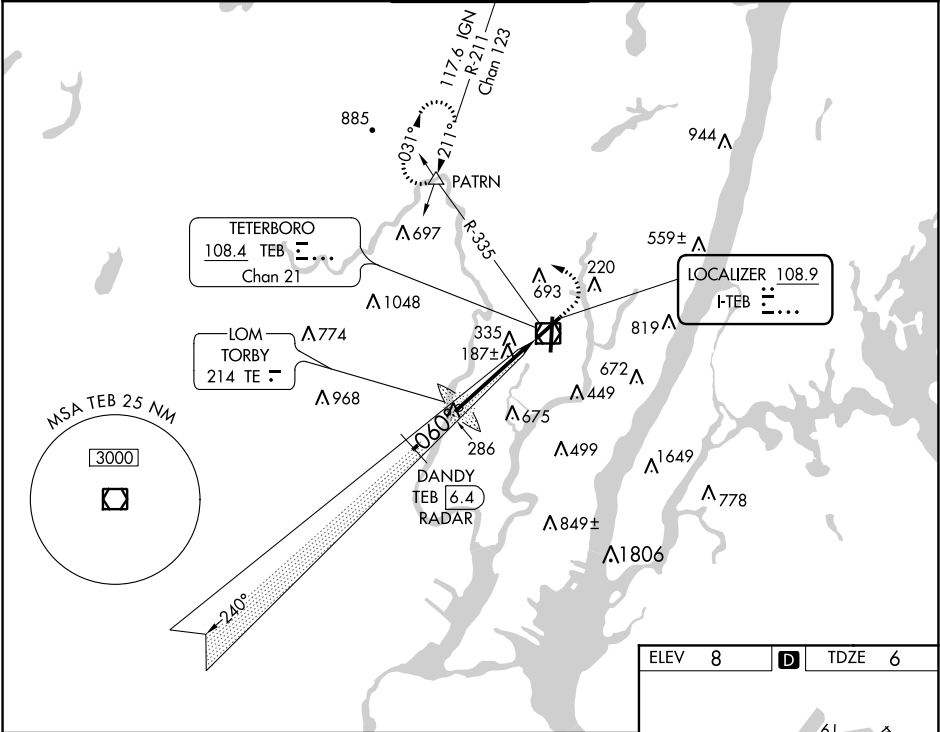 117.6 IGN
R-211
Chan 123
885
031°
211°
944
PATRN
697
R-335
559±
TETERBORO
108.4 TEB
Chan 21
693
220
LOCALIZER 108.9
I-TEB
1048
774
335
187±
819
LOM
TORBY
214 TE
672
968
449
675
MSA TEB 25 NM
3000
060°
286
499
1649
DANDY
TEB 6.4
RADAR
778
849±
1806
240°
ELEV 8 D TDZE 6
61